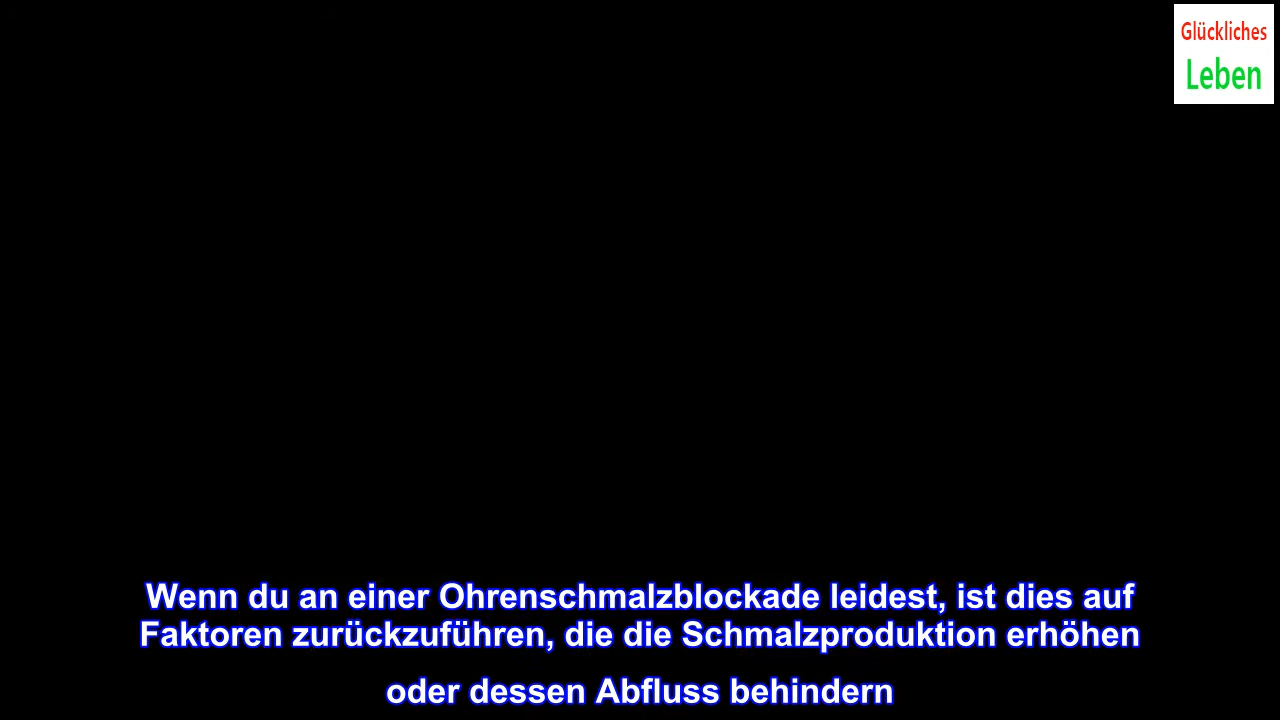 Glückliches
Leben
Wenn du an einer Ohrenschmalzblockade leidest, ist dies auf
Faktoren zurückzuführen, die die Schmalzproduktion erhöhen
oder dessen Abfluss behindern